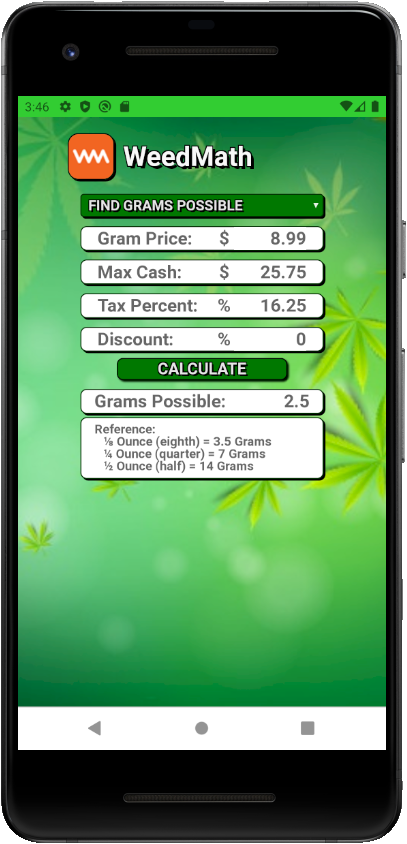 3:46
WM WeedMath
FIND GRAMS POSSIBLE
Gram Price: $ 8.99
Max Cash: $ 25.75
Tax Percent: % 16.25
Discount: % 0
CALCULATE
Grams Possible: 2.5
Reference:
⅛ Ounce (eighth) = 3.5 Grams
¼ Ounce (quarter) = 7 Grams
½ Ounce (half) = 14 Grams